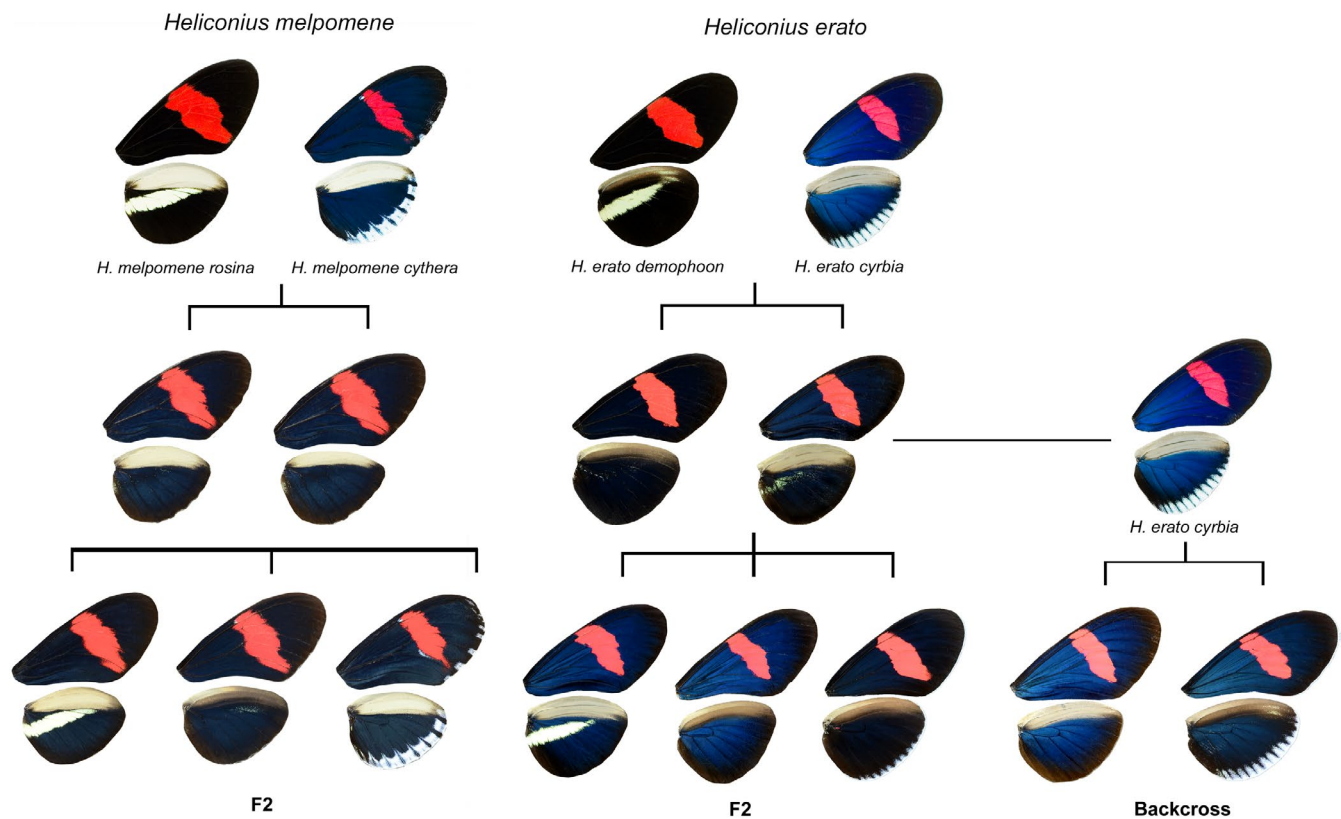 Heliconius melpomene
Heliconius erato
H. melpomene rosina
H. melpomene cythera
H. erato demophoon
H. erato cyrbia
H. erato cyrbia
F2
F2
Backcross